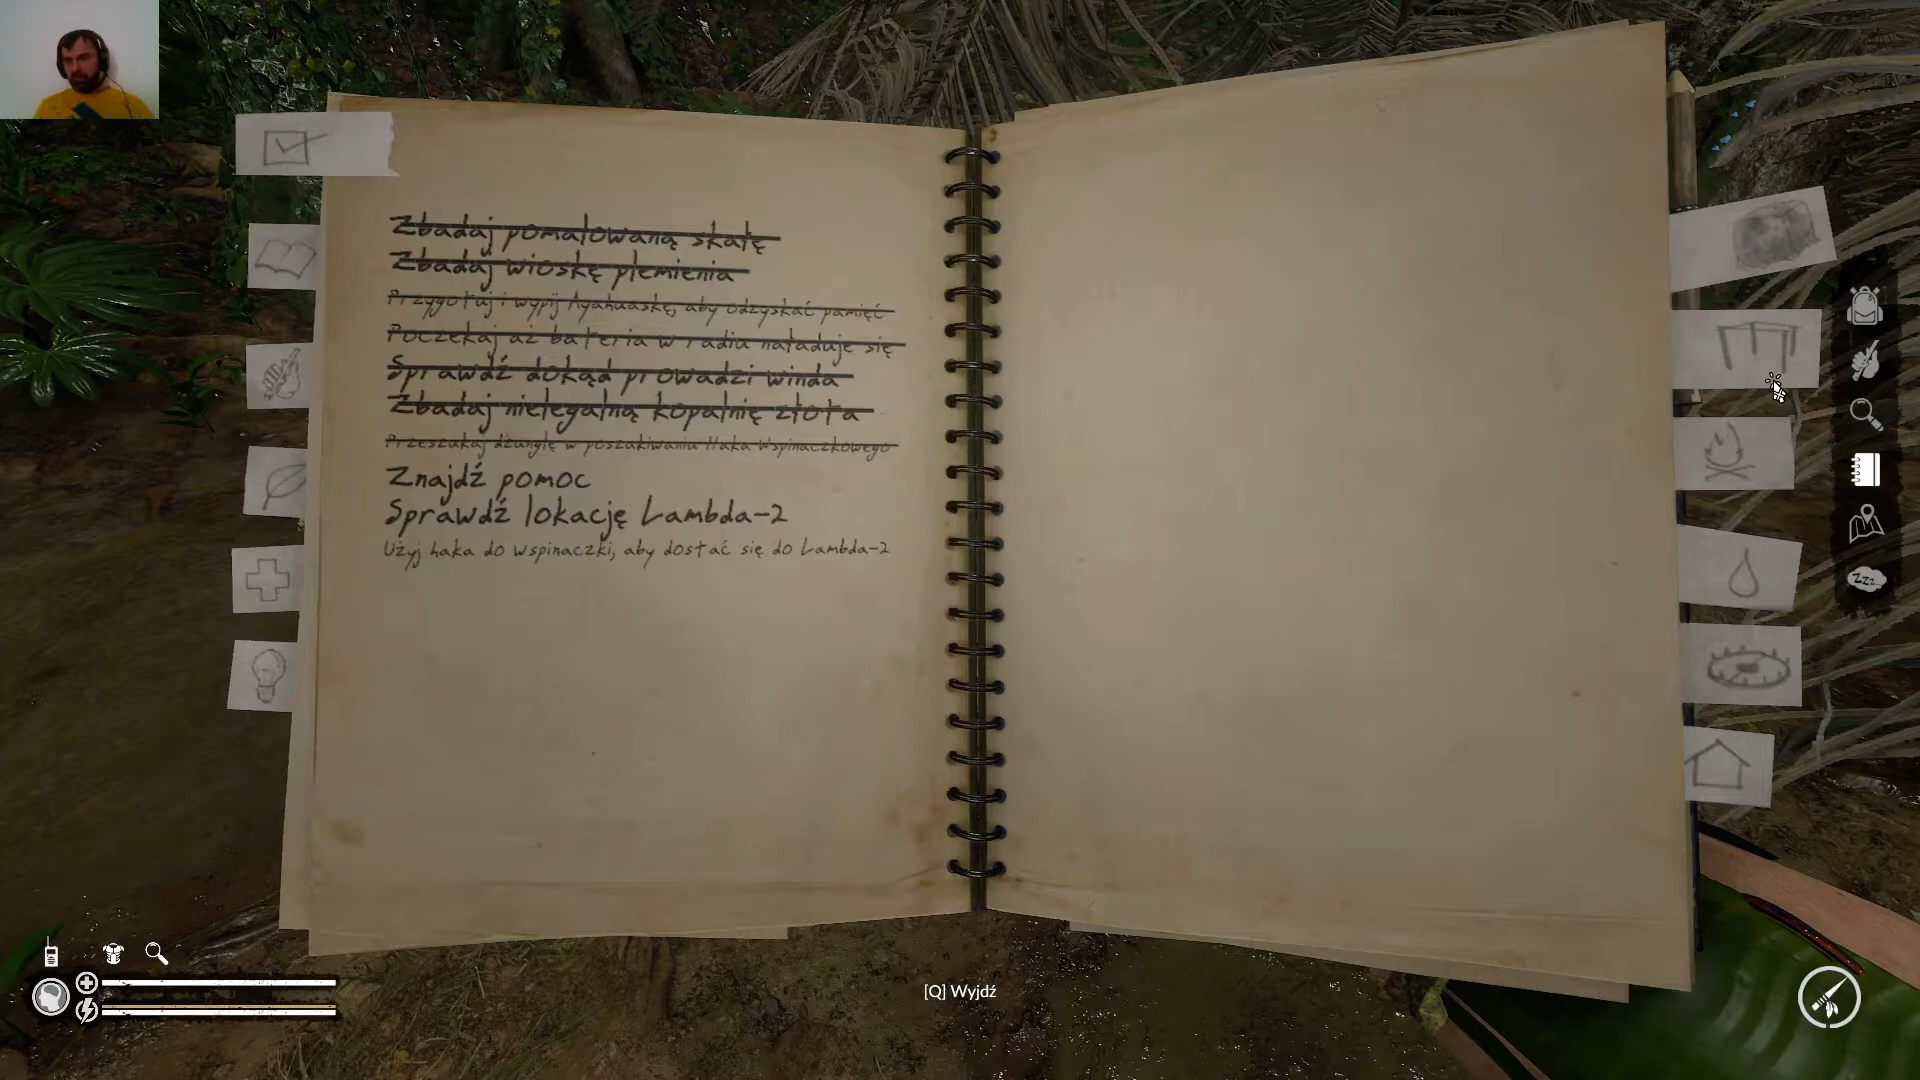 Zbadaj pomalowaną skałę
Zbadaj wioskę plemienia
Przygotuj i wypij Ayahuaskę, aby odzyskać pamięć
Poczekaj aż bateria w radiu naładuje się
Sprawdź dokąd prowadzi winda
Zbadaj nielegalną kopalnię złota
Przeszukaj dżunglę w poszukiwaniu Haka Wspinaczkowego
Znajdź pomoc
Sprawdź lokację Lambda-2
Użyj haka do wspinaczki, aby dostać się do Lambda-2
Zzz...
[Q] Wyjdź